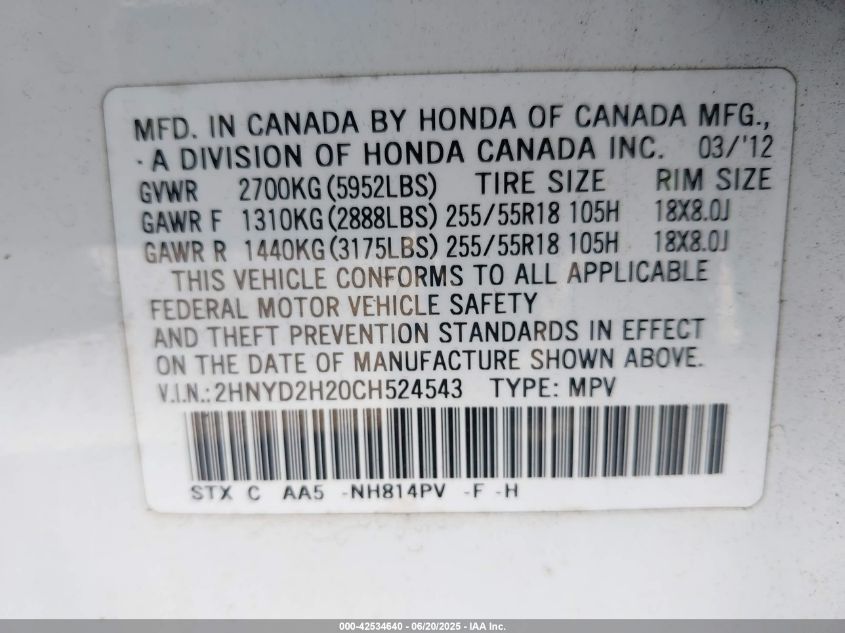 MFD. IN CANADA BY HONDA OF CANADA MFG.,
·A DIVISION OF HONDA CANADA INC. 03/'12
GVWR 2700KG(5952LBS) TIRE SIZE RIM SIZE
GAWR F 1310KG(2888LBS) 255/55R18 105H 18X8.0J
GAWR R 1440KG(3175LBS) 255/55R18 105H 18X8.0J
THIS VEHICLE CONFORMS TO ALL APPLICABLE
FEDERAL MOTOR VEHICLE SAFETY
AND THEFT PREVENTION STANDARDS IN EFFECT
ON THE DATE OF MANUFACTURE SHOWN ABOVE.
V.I.N.:2HNYD2H20CH524543 TYPE: MPV
STX C AA5 -NH814PV -F -H
000-42534640 - 06/20/2025 - IAA Inc.